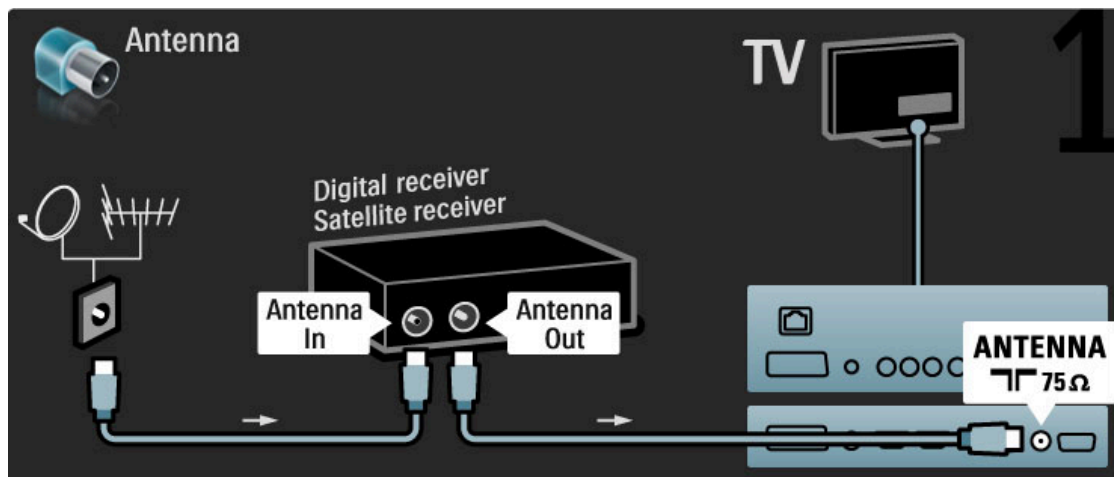 Antenna
TV
1
Digital receiver
Satellite receiver
Antenna
In
Antenna
Out
ANTENNA
75Ω